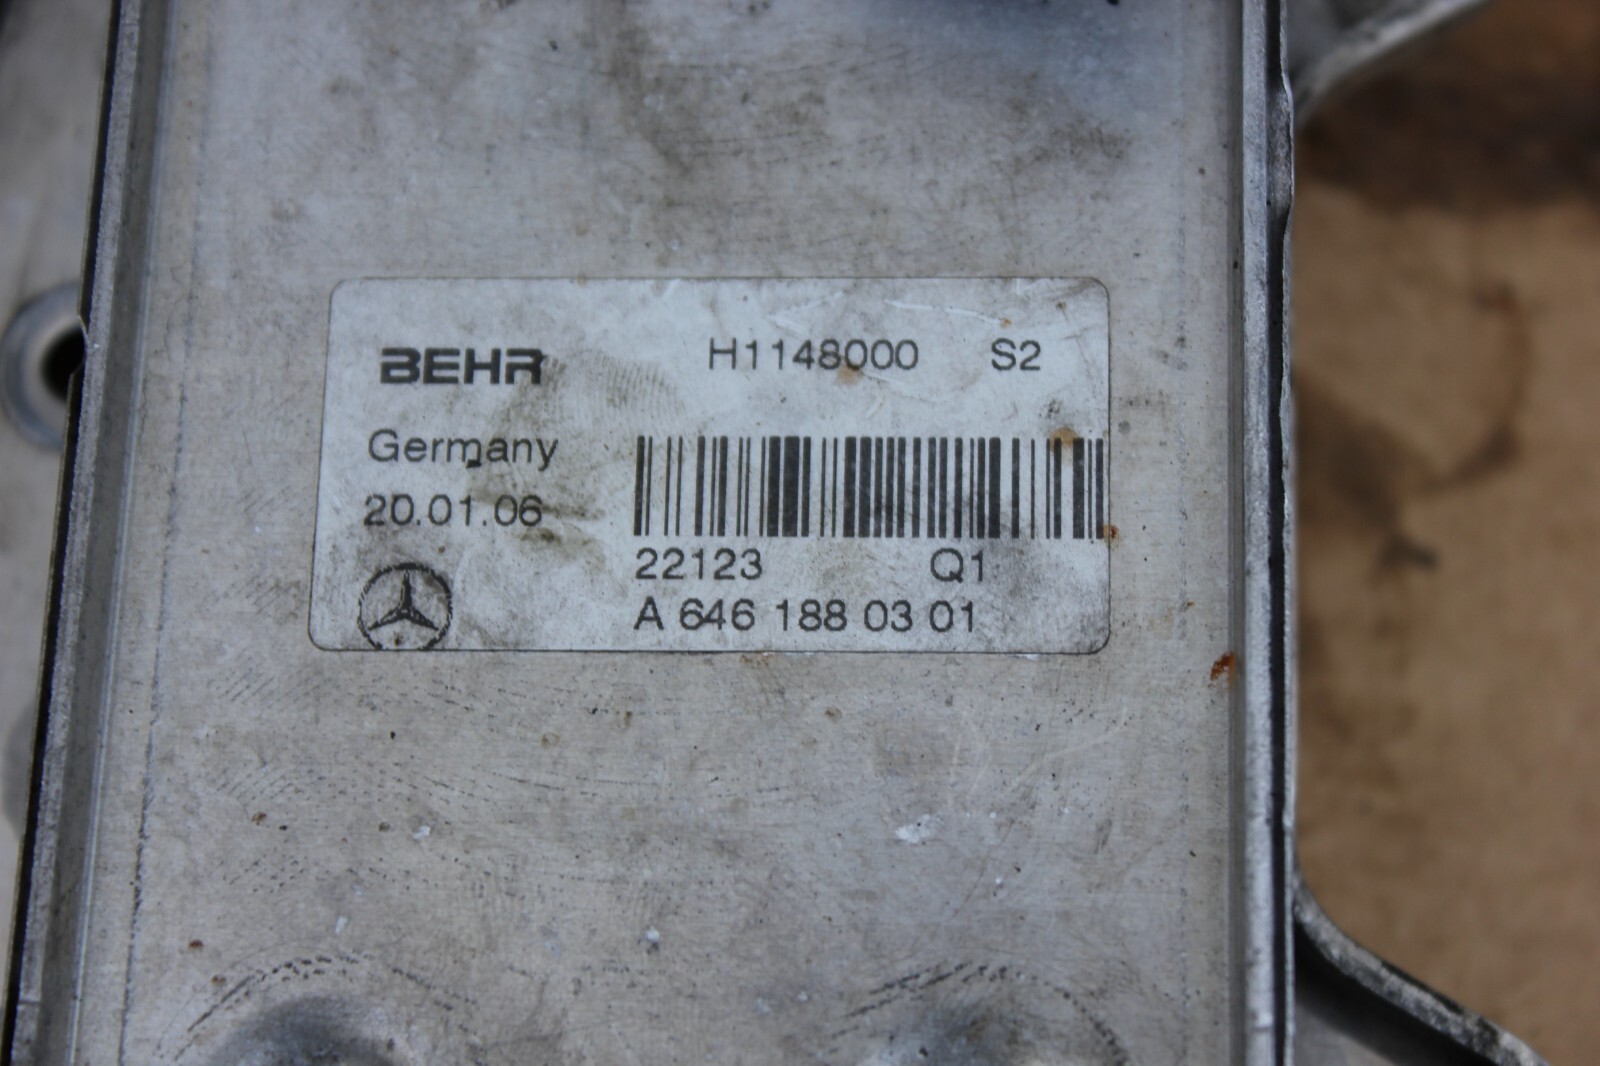 BEHR H1148000 S2
Germany
20.01.06
22123 Q1
A 646 188 03 01